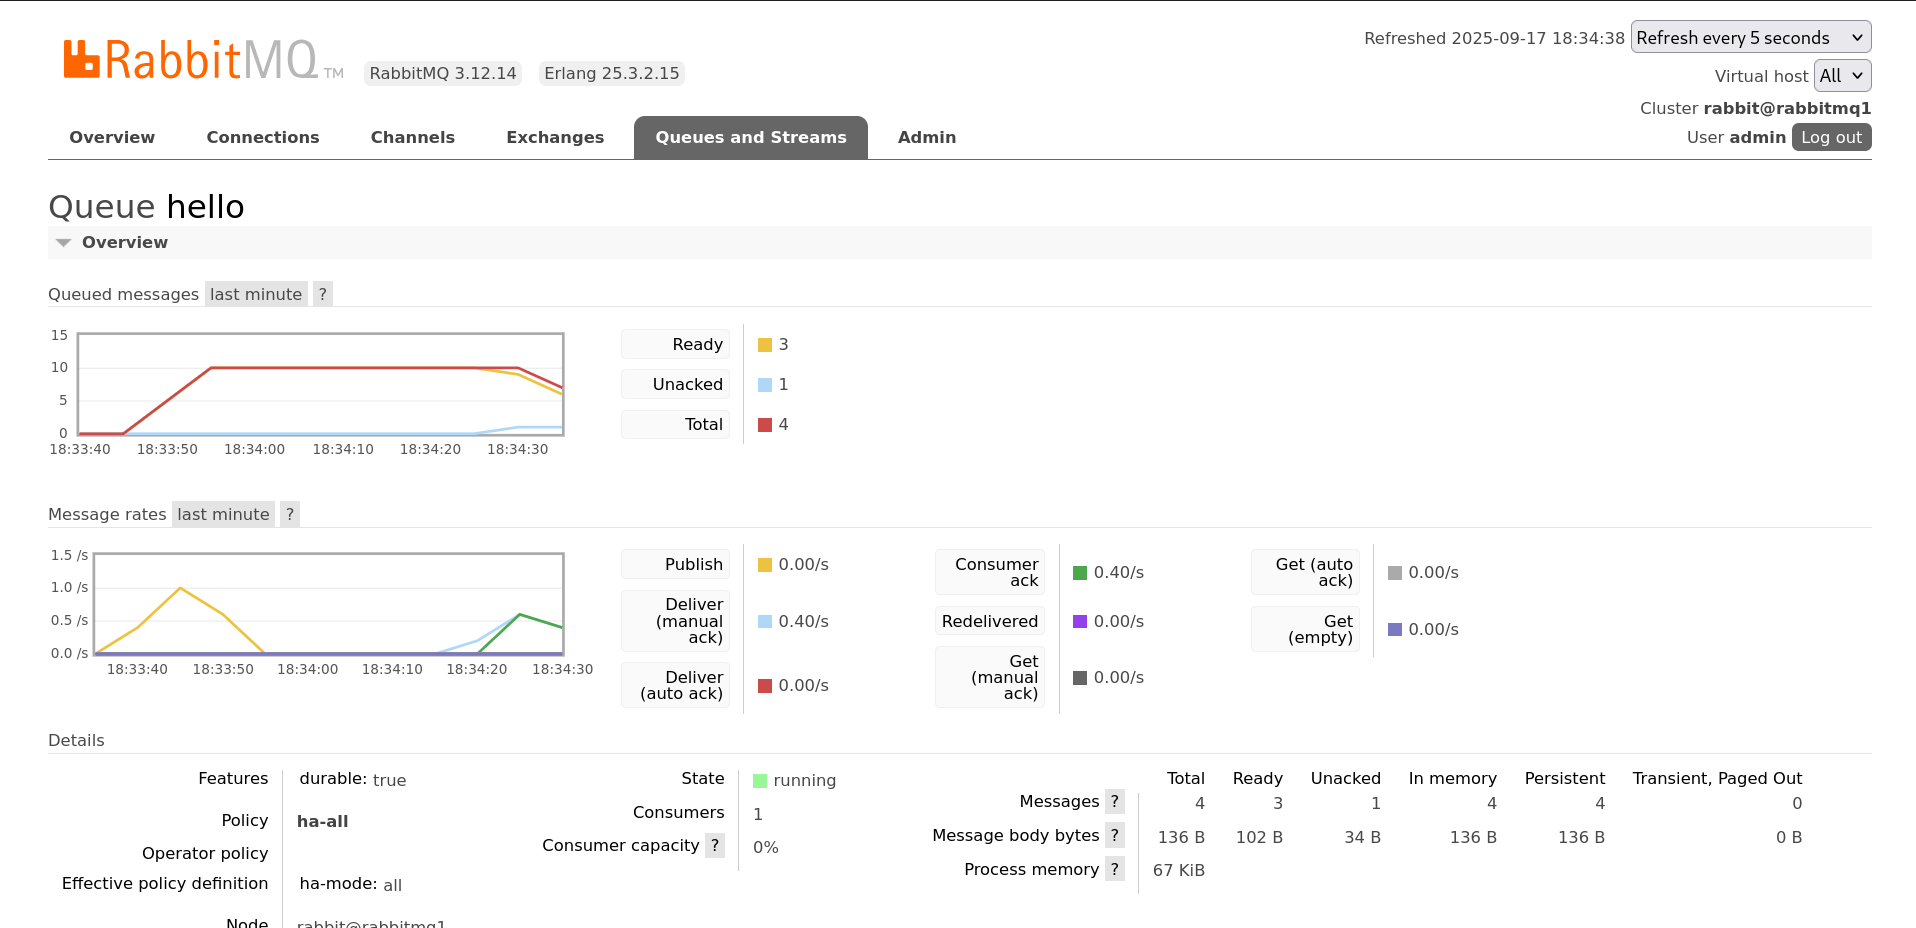 RabbitMQ TM
RabbitMQ 3.12.14
Erlang 25.3.2.15
Refreshed 2025-09-17 18:34:38 Refresh every 5 seconds
Virtual host All
Cluster rabbit@rabbitmq1
User admin Log out
Overview Connections Channels Exchanges Queues and Streams Admin
Queue hello
Overview
Queued messages last minute ?
15
10
5
0
18:33:40 18:33:50 18:34:00 18:34:10 18:34:20 18:34:30
Ready 3
Unacked 1
Total 4
Message rates last minute ?
1.5 /s
1.0 /s
0.5 /s
0.0 /s
18:33:40 18:33:50 18:34:00 18:34:10 18:34:20 18:34:30
Publish 0.00/s
Deliver
(manual
ack) 0.40/s
Deliver
(auto ack) 0.00/s
Consumer
ack 0.40/s
Redelivered 0.00/s
Get
(manual
ack) 0.00/s
Get (auto
ack) 0.00/s
Get
(empty) 0.00/s
Details
Features durable: true
Policy ha-all
Operator policy
Effective policy definition ha-mode: all
Node rabbit@rabbitmq1
State running
Consumers 1
Consumer capacity ? 0%
Total Ready Unacked In memory Persistent Transient, Paged Out
Messages ? 4 3 1 4 4 0
Message body bytes ? 136 B 102 B 34 B 136 B 136 B 0 B
Process memory ? 67 KiB